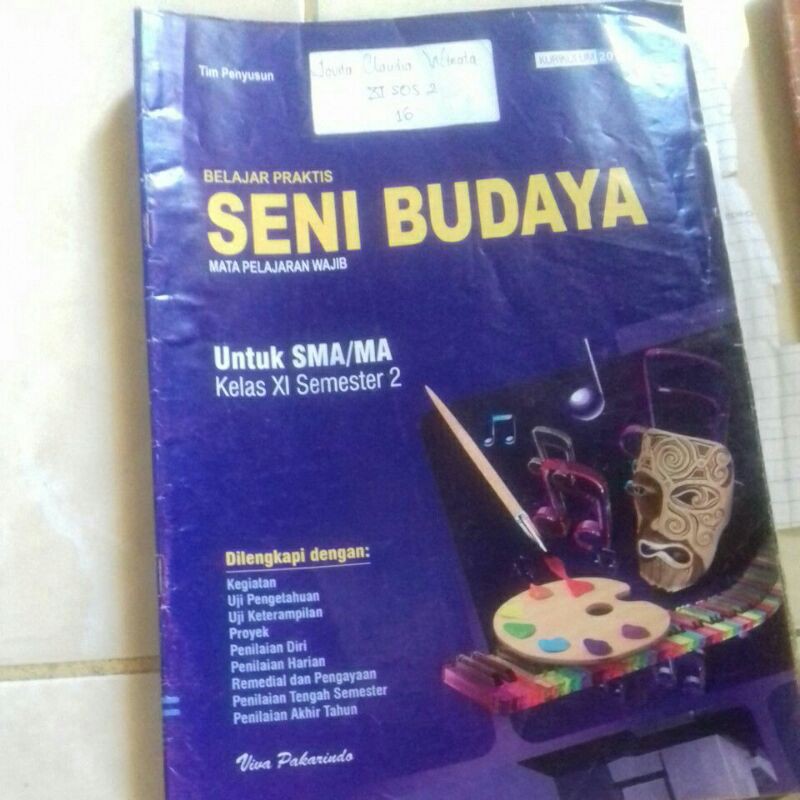 Tim Penyusun
Claudia Winata
XI SOS 2
16
KURIKULUM
BELAJAR PRAKTIS
SENI BUDAYA
MATA PELAJARAN WAJIB
Untuk SMA/MA
Kelas XI Semester 2
Dilengkapi dengan:
Kegiatan
Uji Pengetahuan
Uji Keterampilan
Proyek
Penilaian Diri
Penilaian Harian
Remedial dan Pengayaan
Penilaian Tengah Semester
Penilaian Akhir Tahun
Viva Pakarindo